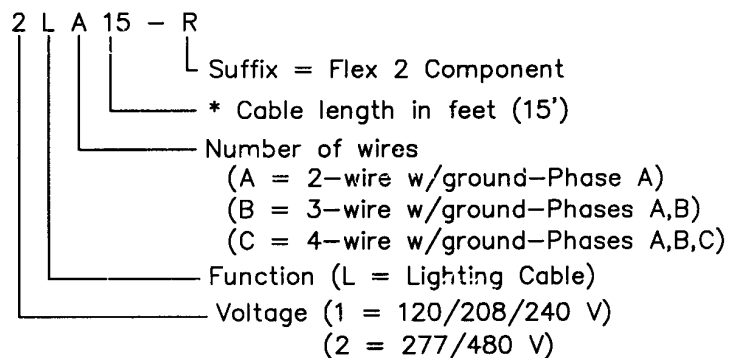 2 L A 15 - R
Suffix = Flex 2 Component
* Cable length in feet (15')
Number of wires
(A = 2-wire w/ground-Phase A)
(B = 3-wire w/ground-Phases A,B)
(C = 4-wire w/ground-Phases A,B,C)
Function (L = Lighting Cable)
Voltage (1 = 120/208/240 V)
(2 = 277/480 V)